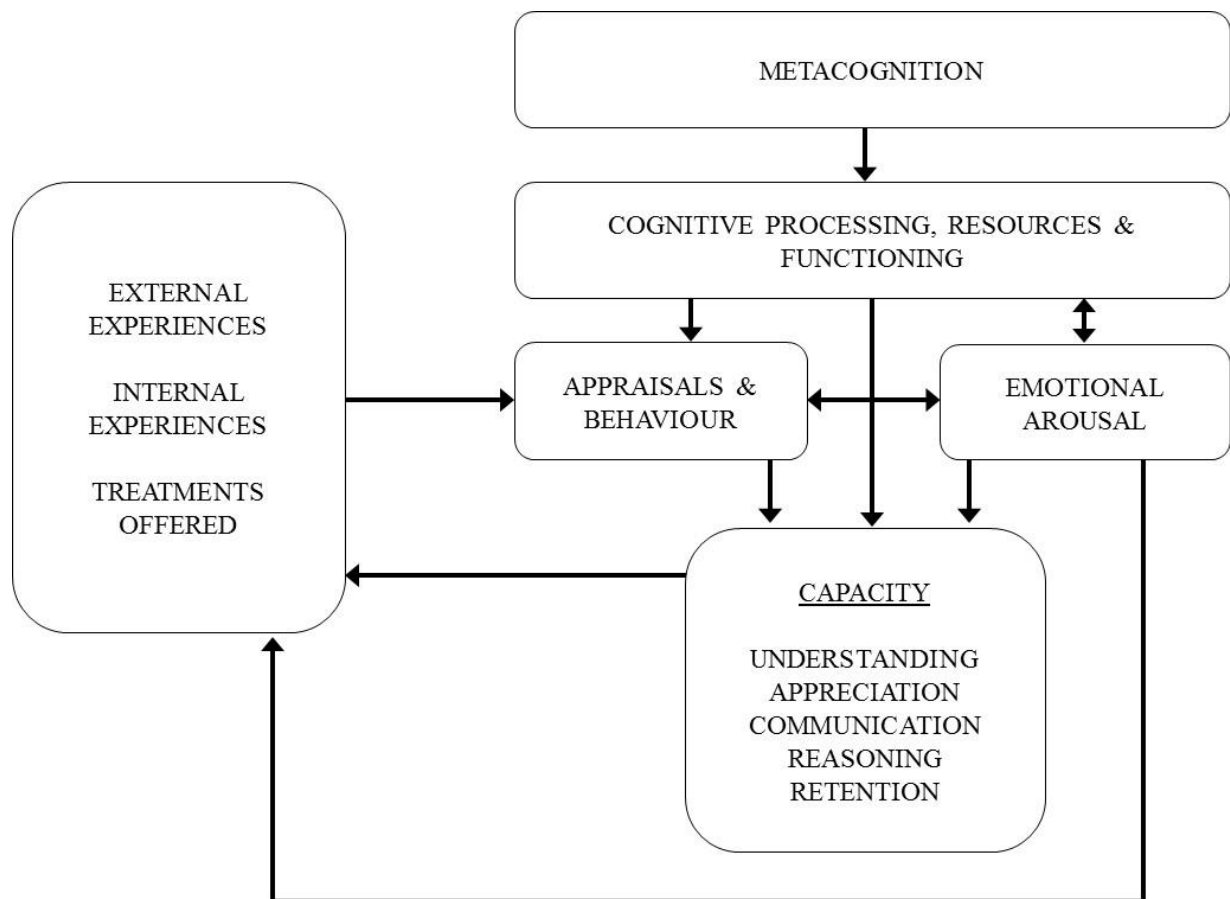 METACOGNITION
COGNITIVE PROCESSING, RESOURCES &
FUNCTIONING
EXTERNAL
EXPERIENCES
INTERNAL
EXPERIENCES
TREATMENTS
OFFERED
APPRAISALS &
BEHAVIOUR
EMOTIONAL
AROUSAL
CAPACITY
UNDERSTANDING
APPRECIATION
COMMUNICATION
REASONING
RETENTION